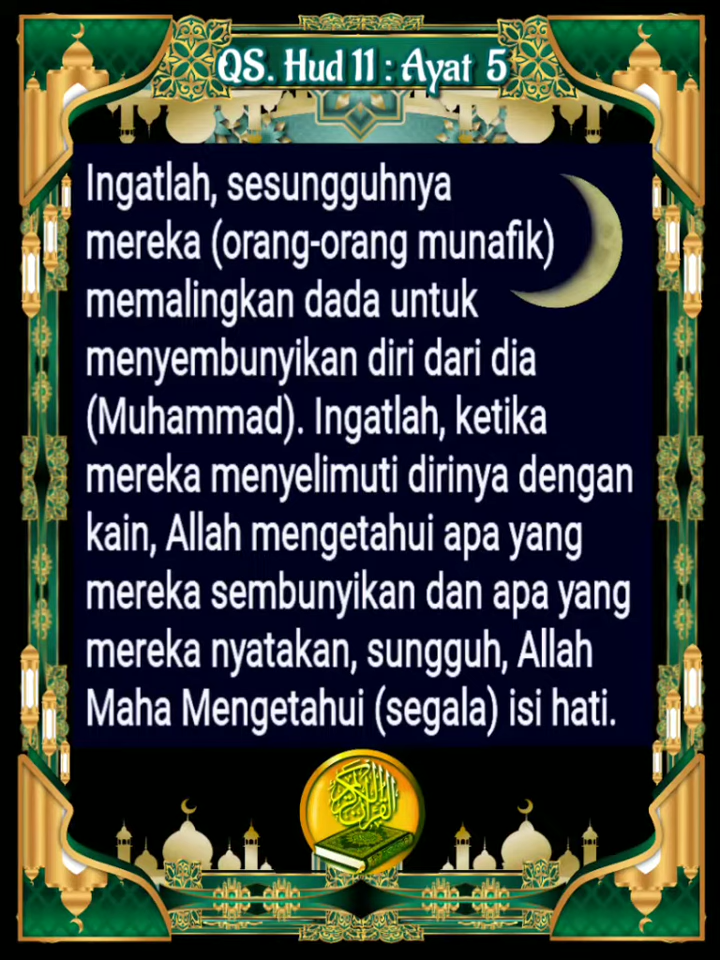 QS. Hud 11 : Ayat 5
Ingatlah, sesungguhnya
mereka (orang-orang munafik)
memalingkan dada untuk
menyembunyikan diri dari dia
(Muhammad). Ingatlah, ketika
mereka menyelimuti dirinya dengan
kain, Allah mengetahui apa yang
mereka sembunyikan dan apa yang
mereka nyatakan, sungguh, Allah
Maha Mengetahui (segala) isi hati.
القرآن الكريم